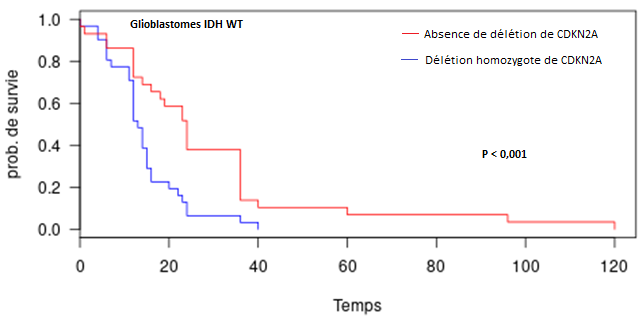 Glioblastomes IDH WT
Absence de délétion de CDKN2A
Délétion homozygote de CDKN2A
P < 0,001
prob. de survie
1.0
0.8
0.6
0.4
0.2
0.0
0 20 40 60 80 100 120
Temps